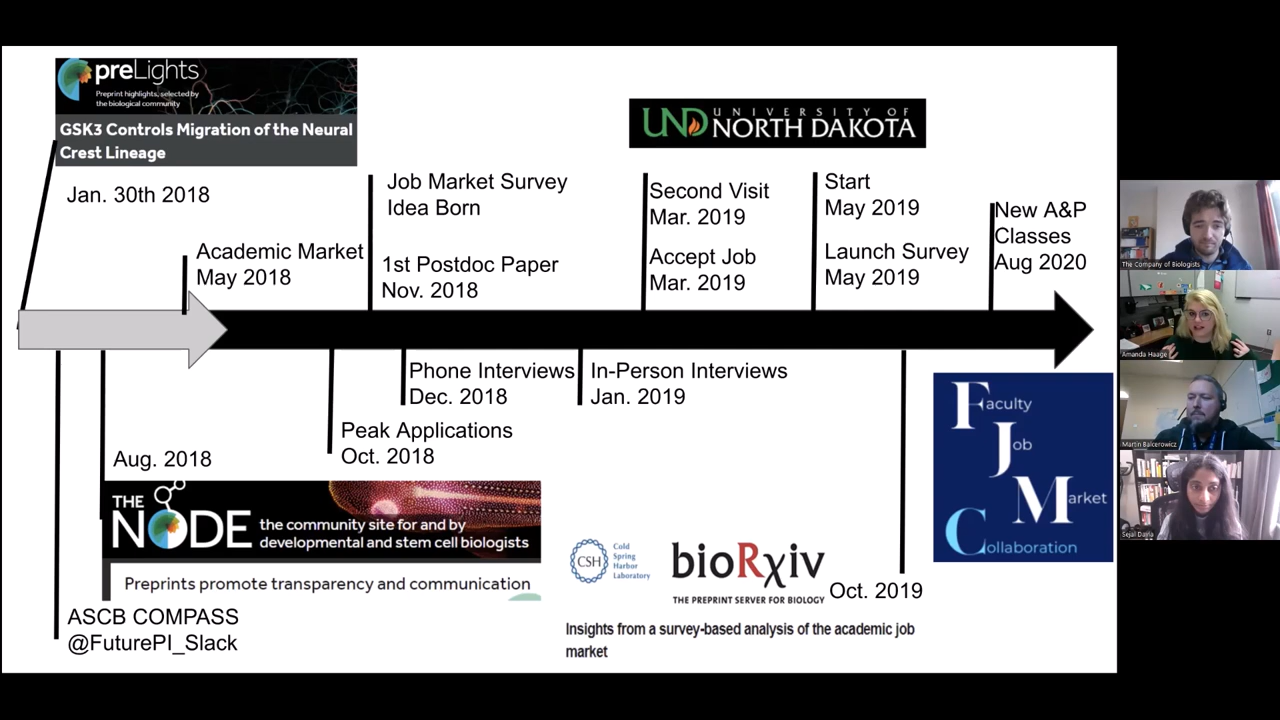 preLights
Preprint highlights, selected by
the biological community
GSK3 Controls Migration of the Neural
Crest Lineage
Jan. 30th 2018
Academic Market
May 2018
Job Market Survey
Idea Born
1st Postdoc Paper
Nov. 2018
UND UNIVERSITY OF
NORTH DAKOTA
Second Visit
Mar. 2019
Accept Job
Mar. 2019
Start
May 2019
Launch Survey
May 2019
New A&P
Classes
Aug 2020
Phone Interviews
Dec. 2018
In-Person Interviews
Jan. 2019
Peak Applications
Oct. 2018
Aug. 2018
THE
NODE
the community site for and by
developmental and stem cell biologists
Preprints promote transparency and communication
ASCB COMPASS
@FuturePI_Slack
CSH
Cold
Spring
Harbor
Laboratory
bioRxiv
THE PREPRINT SERVER FOR BIOLOGY
Oct. 2019
Insights from a survey-based analysis of the academic job
market
Faculty
Job
Market
Collaboration
The Company of Biologists
Amanda Haage
Martin Balcerowicz
Sejal Davla